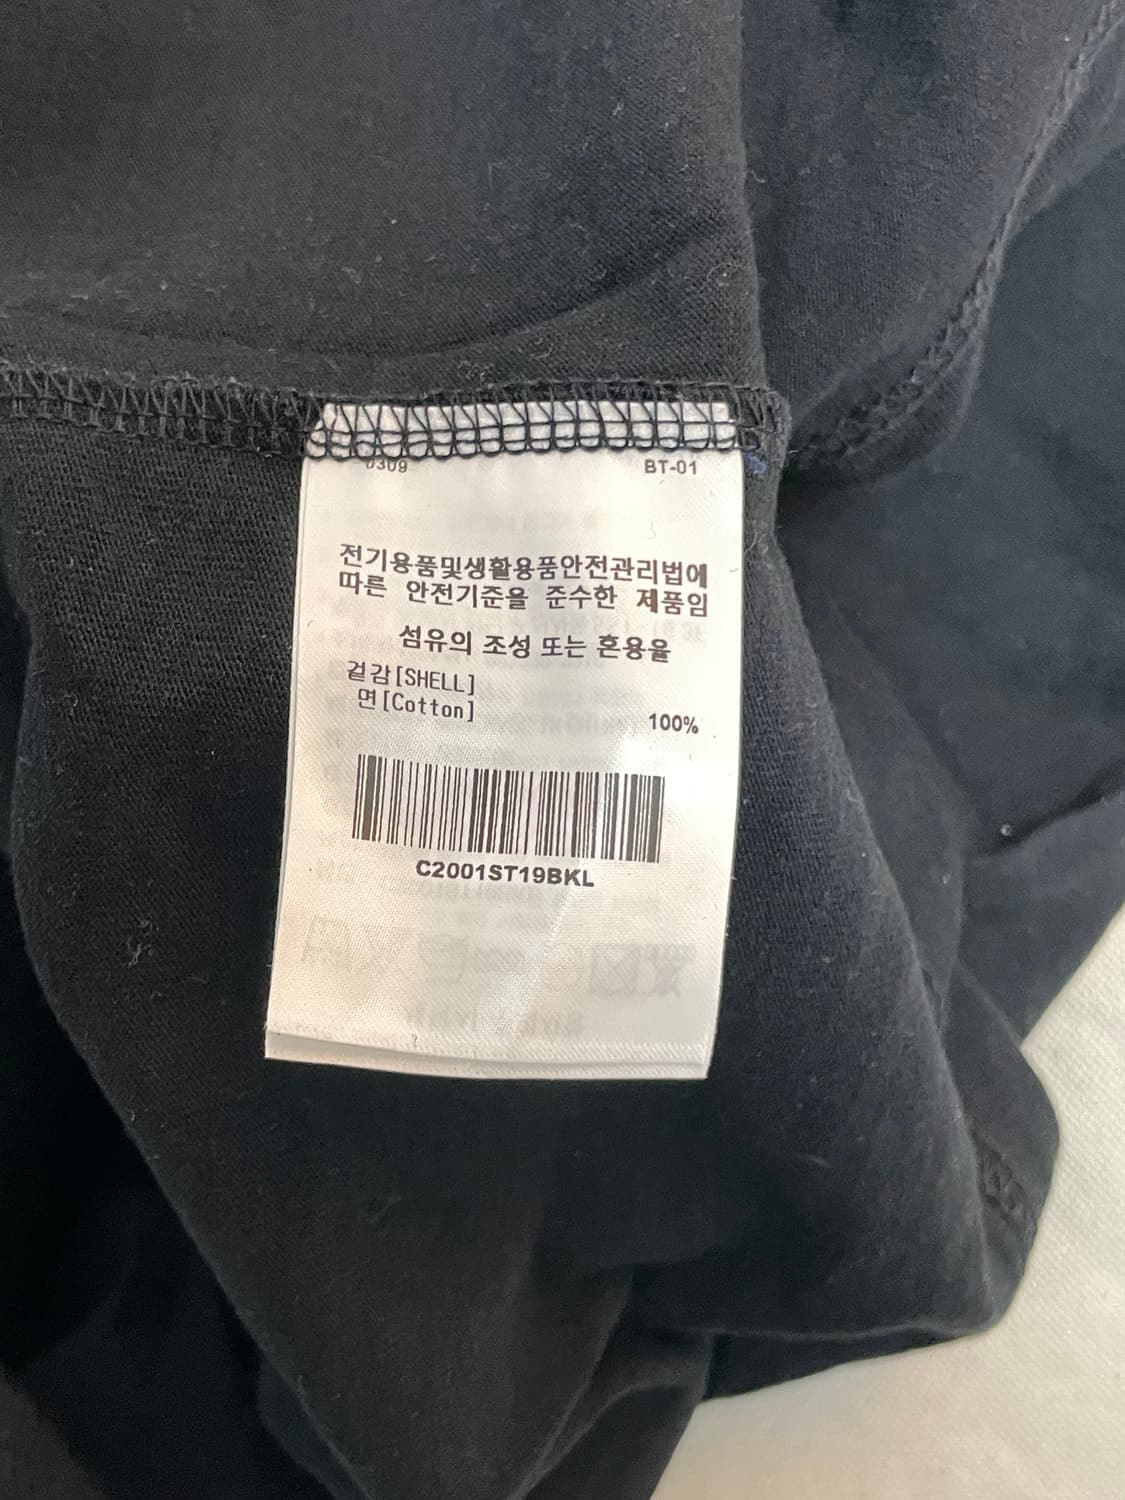 0309 BT-01
전기용품및생활용품안전관리법에
따른 안전기준을 준수한 제품임
섬유의 조성 또는 혼용율
겉감[SHELL]
면[Cotton] 100%
C2001ST19BKL